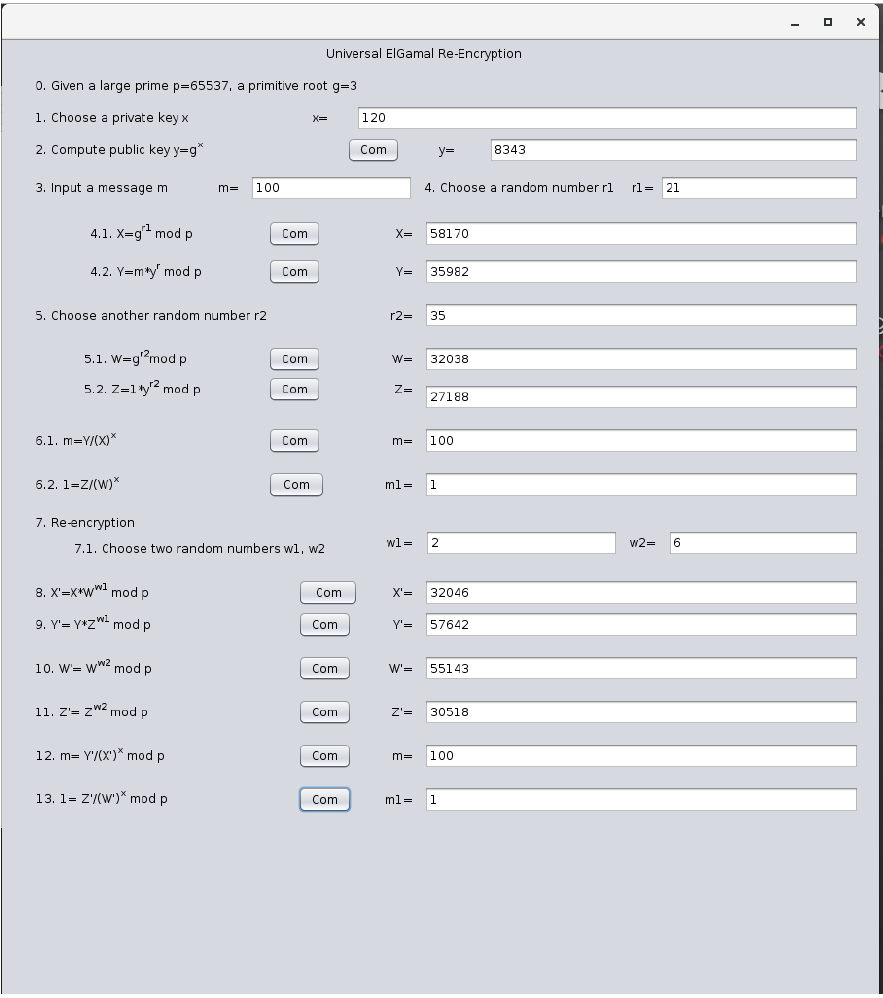 Universal ElGamal Re-Encryption
0. Given a large prime p=65537, a primitive root g=3
1. Choose a private key x x= 120
2. Compute public key y=g^x Com y= 8343
3. Input a message m m= 100 4. Choose a random number r1 r1= 21
4.1. X=g^r1 mod p Com X= 58170
4.2. Y=m*y^r mod p Com Y= 35982
5. Choose another random number r2 r2= 35
5.1. W=g^r2 mod p Com W= 32038
5.2. Z=1*y^r2 mod p Com Z= 27188
6.1. m=Y/(X)^x Com m= 100
6.2. 1=Z/(W)^x Com m1= 1
7. Re-encryption
7.1. Choose two random numbers w1, w2 w1= 2 w2= 6
8. X'=X*W^w1 mod p Com X'= 32046
9. Y'= Y*Z^w1 mod p Com Y'= 57642
10. W'= W^w2 mod p Com W'= 55143
11. Z'= Z^w2 mod p Com Z'= 30518
12. m= Y'/(X')^x mod p Com m= 100
13. 1= Z'/(W')^x mod p Com m1= 1